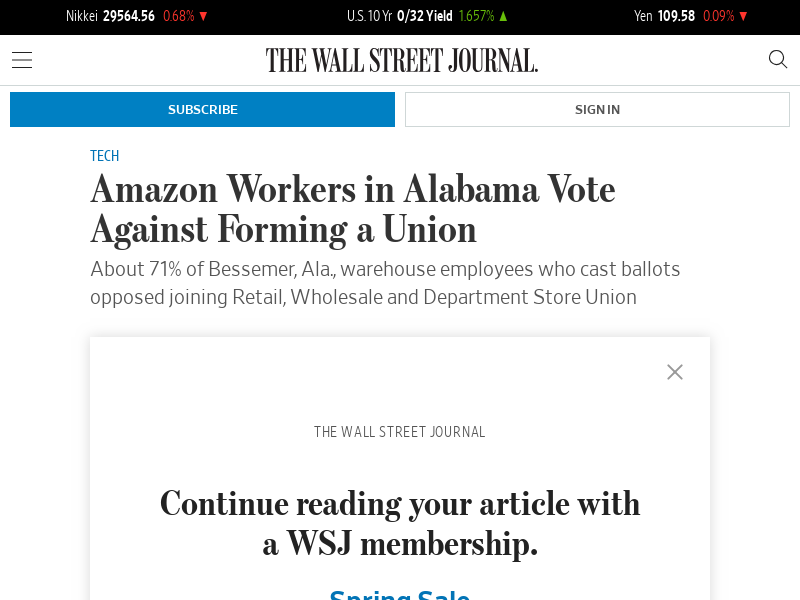 Nikkei 29564.56 0.68% ▼ U.S. 10 Yr 0/32 Yield 1.657% ▲ Yen 109.58 0.09% ▼
THE WALL STREET JOURNAL.
SUBSCRIBE SIGN IN
TECH
Amazon Workers in Alabama Vote
Against Forming a Union
About 71% of Bessemer, Ala., warehouse employees who cast ballots
opposed joining Retail, Wholesale and Department Store Union
THE WALL STREET JOURNAL
Continue reading your article with
a WSJ membership.
Spring Sale